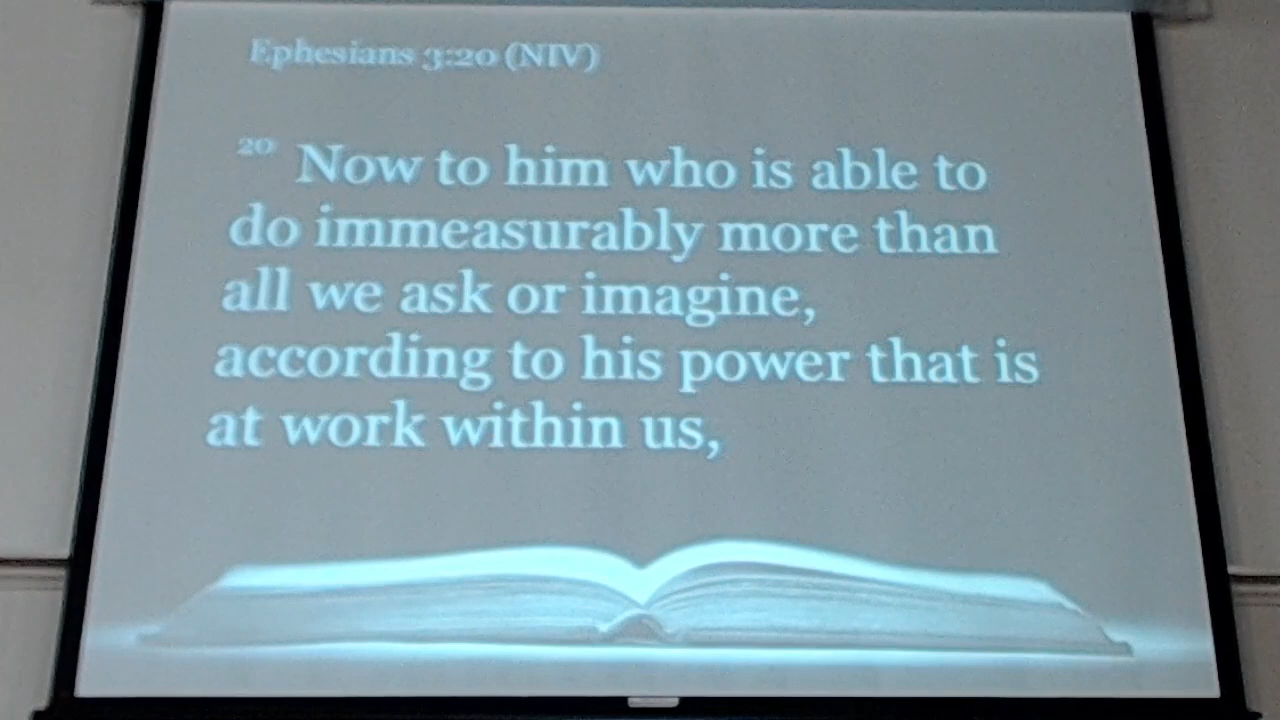 Ephesians 3:20 (NIV)
20 Now to him who is able to
do immeasurably more than
all we ask or imagine,
according to his power that is
at work within us,